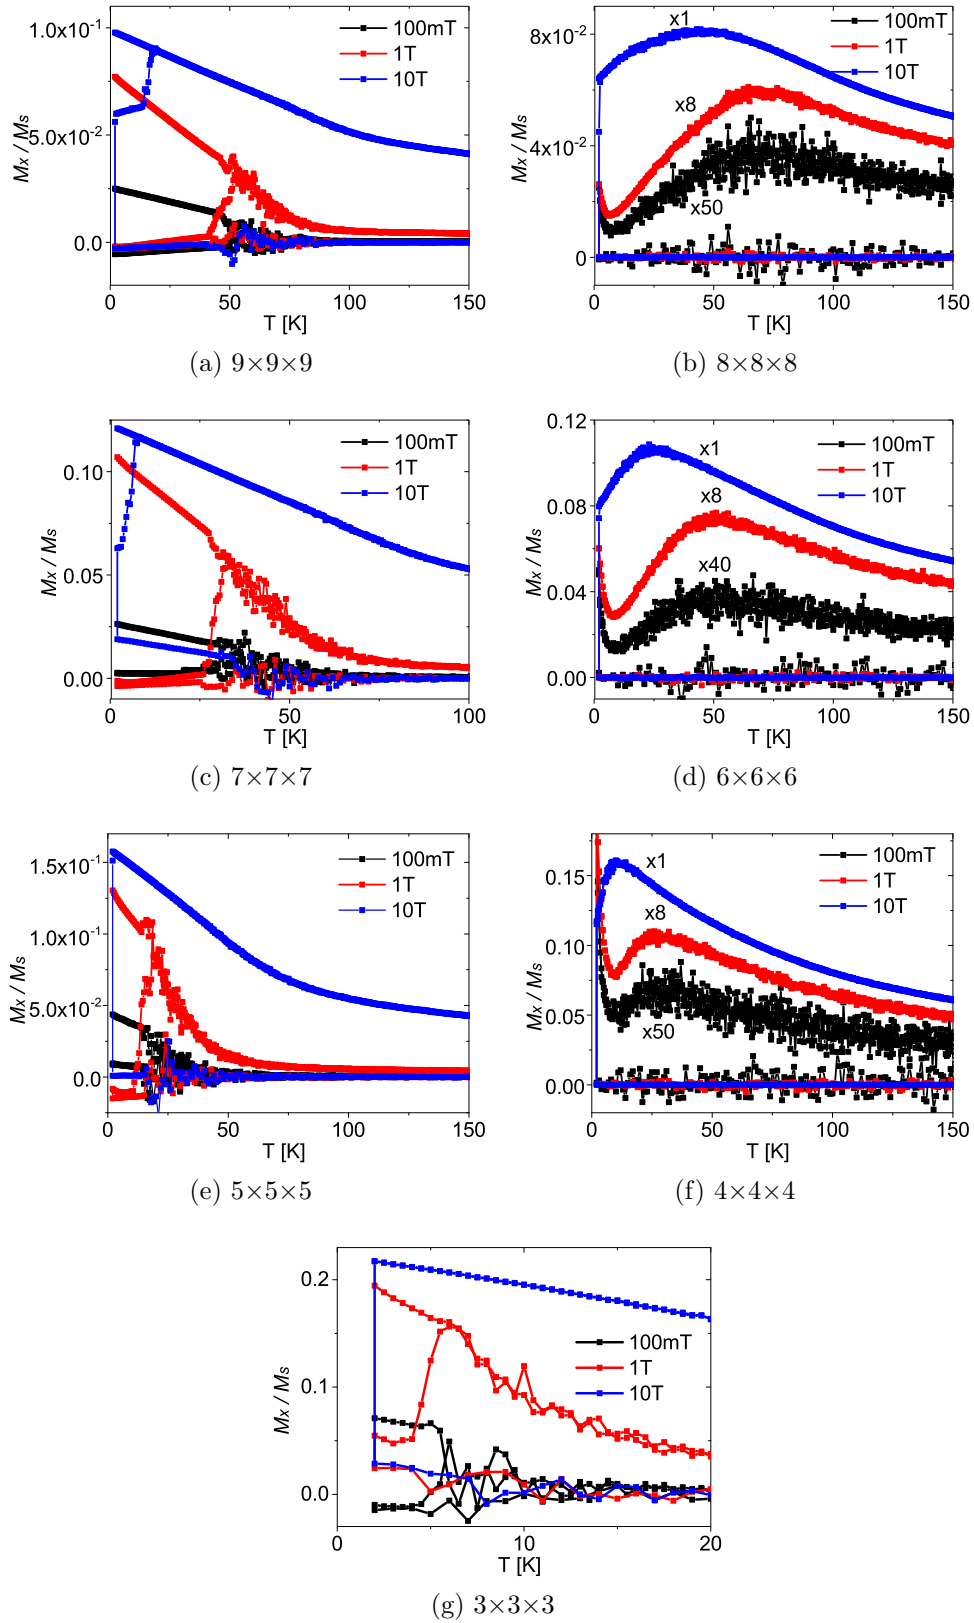 1.0x10⁻¹
5.0x10⁻²
0.0
Mx / Ms
100mT
1T
10T
0 50 100 150
T [K]
(a) 9×9×9
8x10⁻²
4x10⁻²
0
Mx / Ms
x1
x8
x50
100mT
1T
10T
0 50 100 150
T [K]
(b) 8×8×8
0.10
0.05
0.00
Mx / Ms
100mT
1T
10T
0 50 100
T [K]
(c) 7×7×7
0.12
0.08
0.04
0.00
Mx / Ms
x1
x8
x40
100mT
1T
10T
0 50 100 150
T [K]
(d) 6×6×6
1.5x10⁻¹
1.0x10⁻¹
5.0x10⁻²
0.0
Mx / Ms
100mT
1T
10T
0 50 100 150
T [K]
(e) 5×5×5
0.15
0.10
0.05
0.00
Mx / Ms
x1
x8
x50
100mT
1T
10T
0 50 100 150
T [K]
(f) 4×4×4
0.2
0.1
0.0
Mx / Ms
100mT
1T
10T
0 10 20
T [K]
(g) 3×3×3